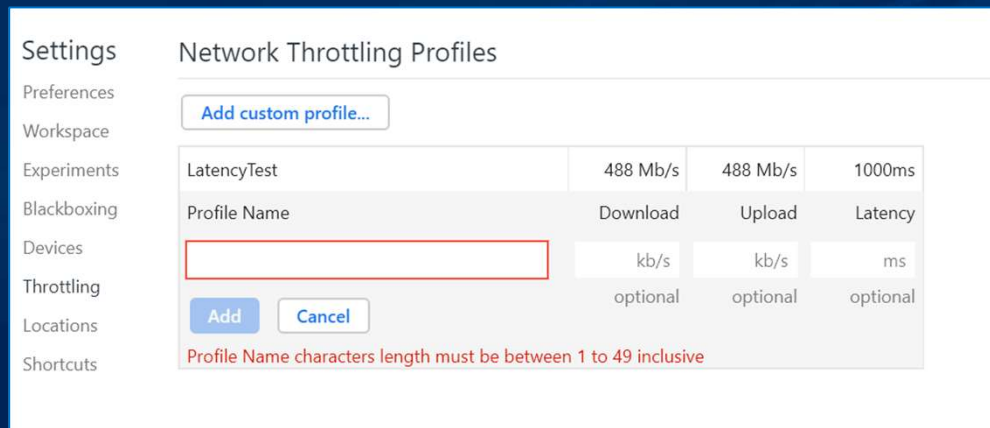 Settings
Preferences
Workspace
Experiments
Blackboxing
Devices
Throttling
Locations
Shortcuts
Network Throttling Profiles
Add custom profile...
LatencyTest 488 Mb/s 488 Mb/s 1000ms
Profile Name Download Upload Latency
kb/s kb/s ms
optional optional optional
Add Cancel
Profile Name characters length must be between 1 to 49 inclusive